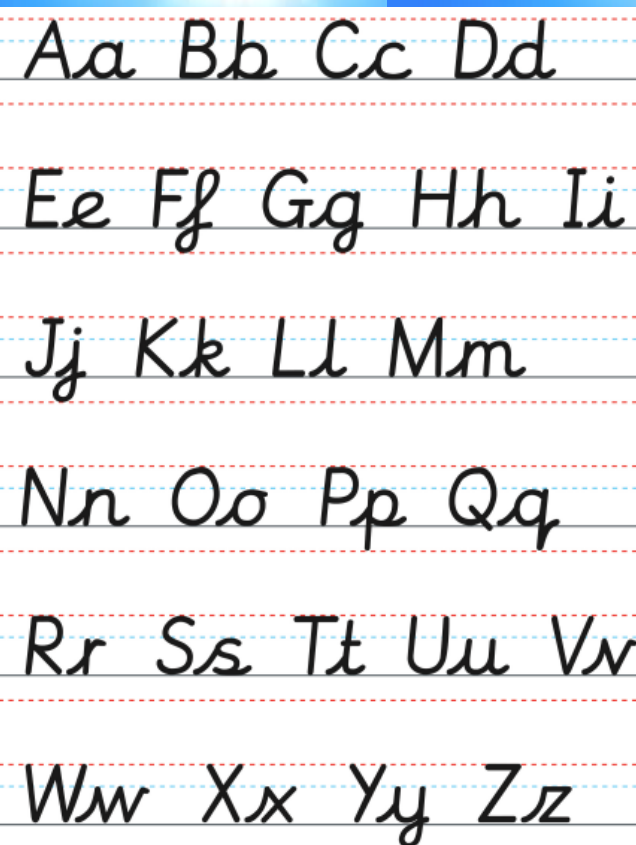 Aa Bb Cc Dd
Ee Ff Gg Hh Ii
Jj Kk Ll Mm
Nn Oo Pp Qq
Rr Ss Tt Uu Vv
Ww Xx Yy Zz